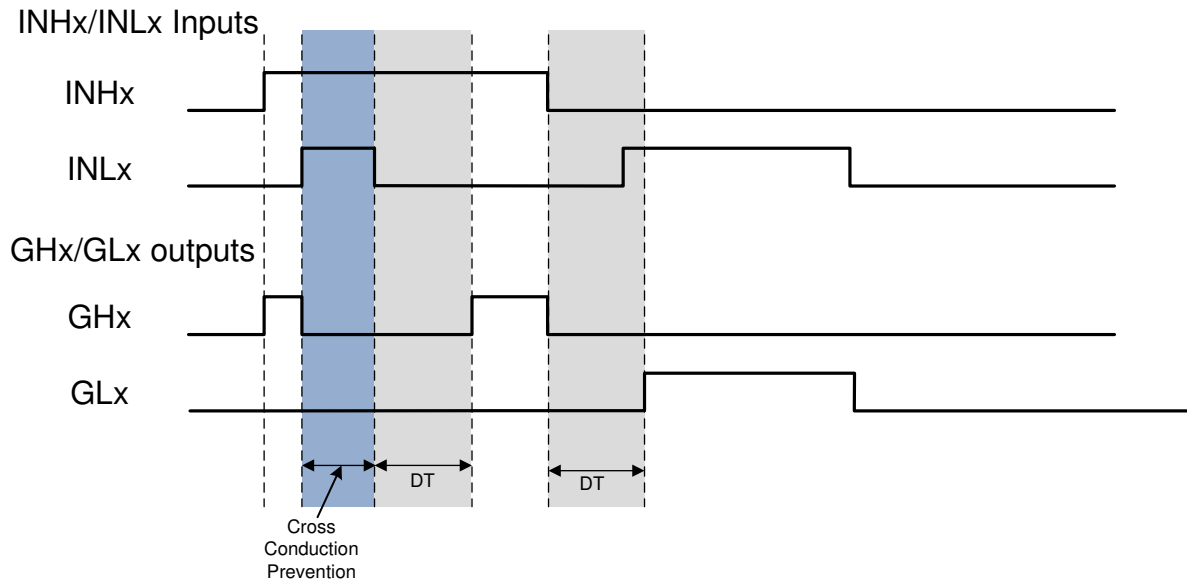 INHx/INLx Inputs
INHx
INLx
GHx/GLx outputs
GHx
GLx
DT
DT
Cross
Conduction
Prevention